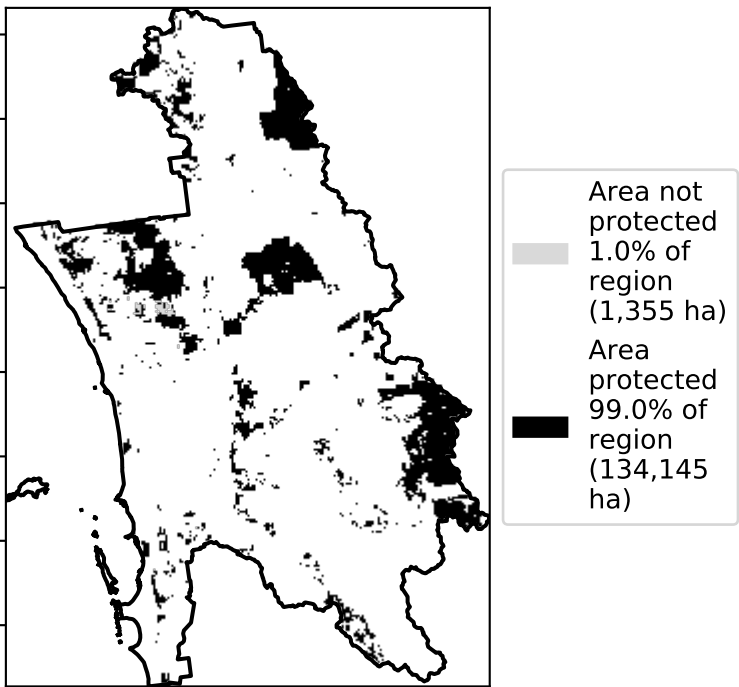 Area not
protected
1.0% of
region
(1,355 ha)
Area
protected
99.0% of
region
(134,145
ha)